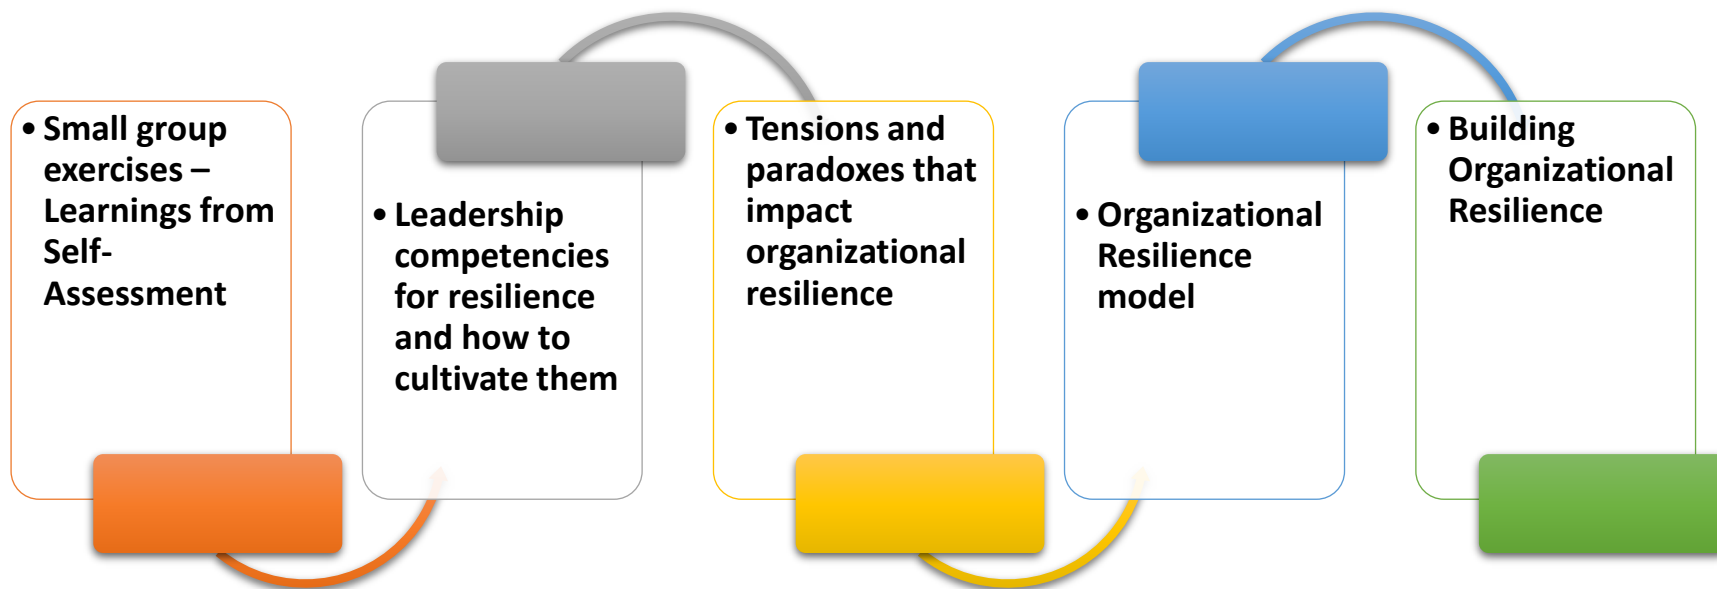 • Small group
exercises –
Learnings from
Self-
Assessment
• Leadership
competencies
for resilience
and how to
cultivate them
• Tensions and
paradoxes that
impact
organizational
resilience
• Organizational
Resilience
model
• Building
Organizational
Resilience